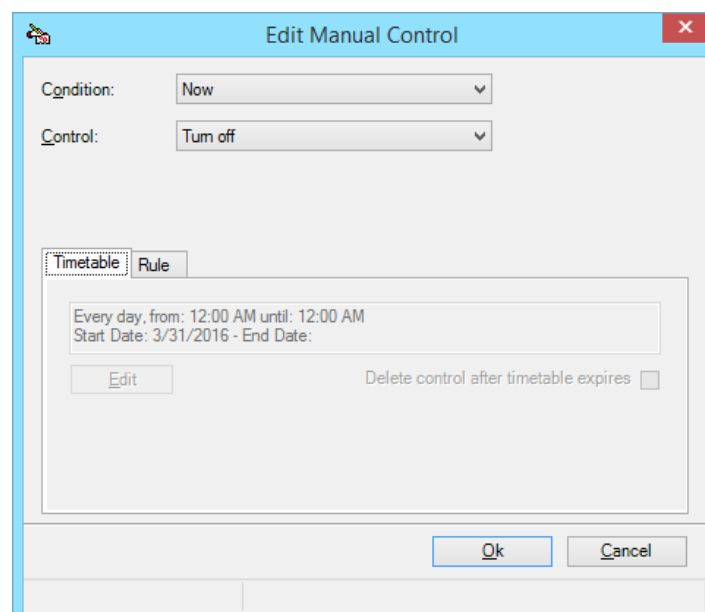 Edit Manual Control
Condition: Now
Control: Turn off
Timetable Rule
Every day, from: 12:00 AM until: 12:00 AM
Start Date: 3/31/2016 - End Date:
Edit Delete control after timetable expires
Ok Cancel